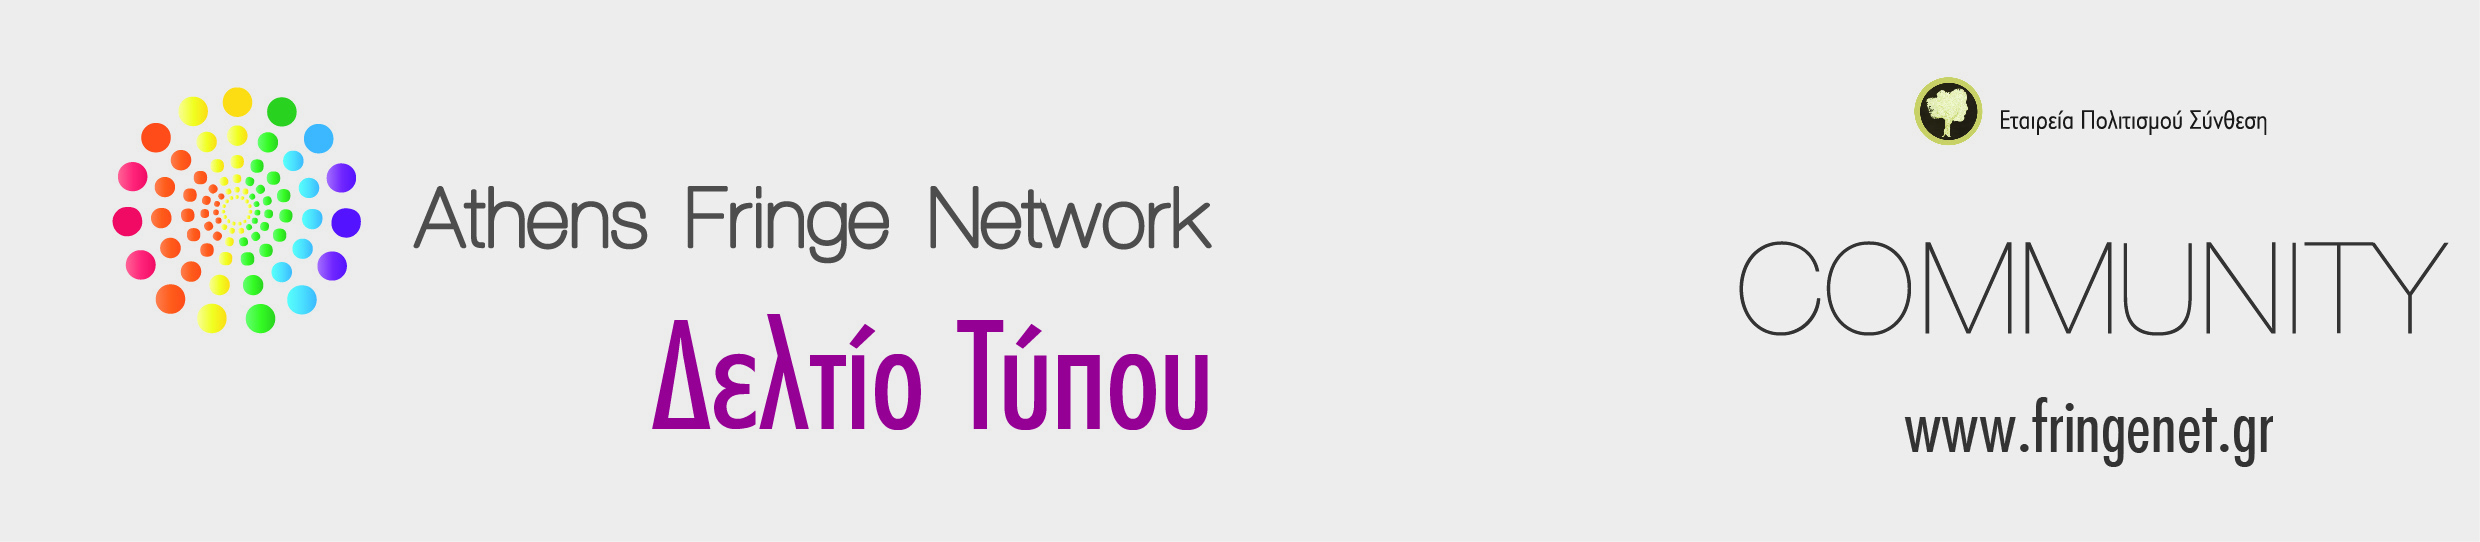 Athens Fringe Network
Δελτίο Τύπου
Εταιρεία Πολιτισμού Σύνθεση
COMMUNITY
www.fringenet.gr